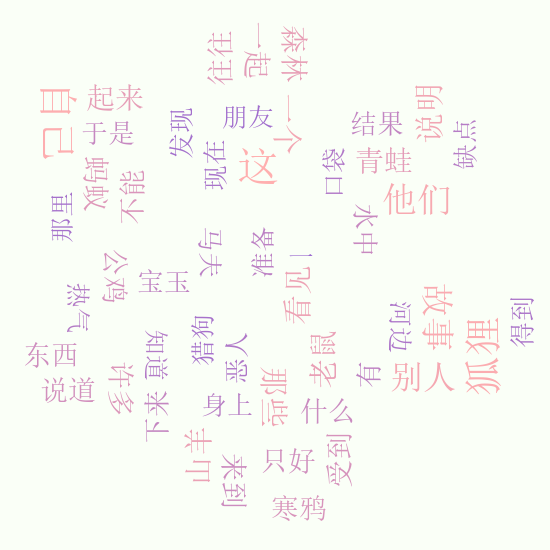 往往
一起
森林
自己
起来
于是
发现
朋友
一个
结果
说明
缺点
蚂蚁
不能
现在
这
口袋
青蛙
他们
那里
水中
马夫
准备
公鸡
宝玉
看见
热气
故事
河边
得到
东西
知道
猎狗
恶人
老鼠
狐狸
说道
许多
下来
身上
那些
什么
有
别人
山羊
来到
只好
受到
寒鸦